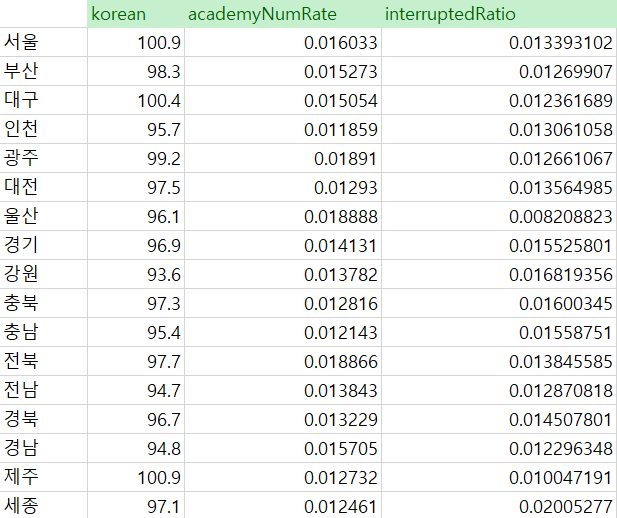 korean academyNumRate interruptedRatio
서울 100.9 0.016033 0.013393102
부산 98.3 0.015273 0.01269907
대구 100.4 0.015054 0.012361689
인천 95.7 0.011859 0.013061058
광주 99.2 0.01891 0.012661067
대전 97.5 0.01293 0.013564985
울산 96.1 0.018888 0.008208823
경기 96.9 0.014131 0.015525801
강원 93.6 0.013782 0.016819356
충북 97.3 0.012816 0.01600345
충남 95.4 0.012143 0.01558751
전북 97.7 0.018866 0.013845585
전남 94.7 0.013843 0.012870818
경북 96.7 0.013229 0.014507801
경남 94.8 0.015705 0.012296348
제주 100.9 0.012732 0.010047191
세종 97.1 0.012461 0.02005277